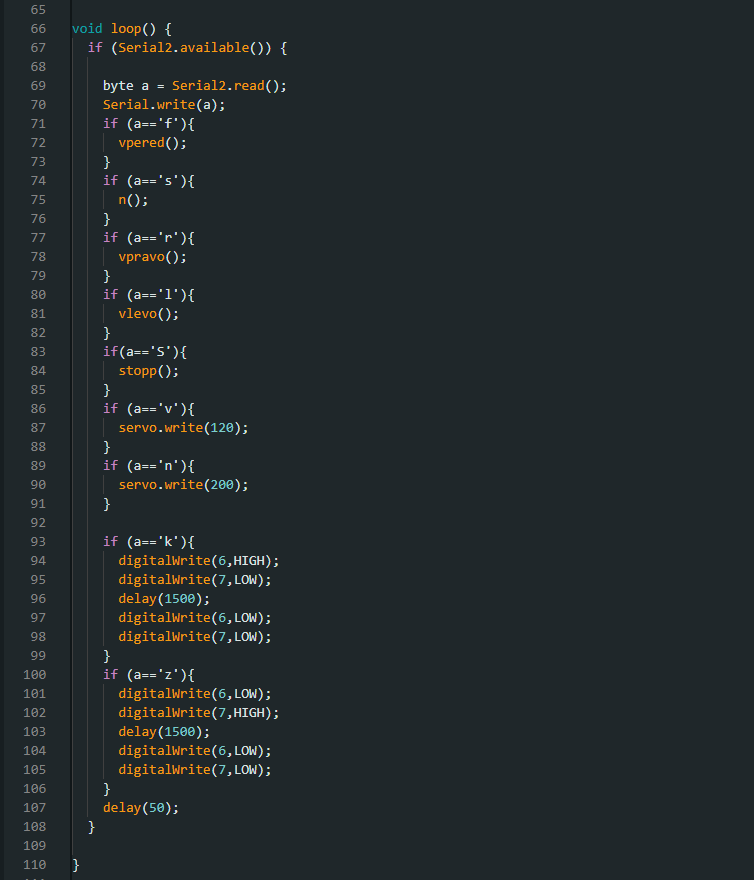 65
66 void loop() {
67   if (Serial2.available()) {
68
69     byte a = Serial2.read();
70     Serial.write(a);
71     if (a=='f'){
72       vpered();
73     }
74     if (a=='s'){
75       n();
76     }
77     if (a=='r'){
78       vpravo();
79     }
80     if (a=='l'){
81       vlevo();
82     }
83     if(a=='S'){
84       stopp();
85     }
86     if (a=='v'){
87       servo.write(120);
88     }
89     if (a=='n'){
90       servo.write(200);
91     }
92
93     if (a=='k'){
94       digitalWrite(6,HIGH);
95       digitalWrite(7,LOW);
96       delay(1500);
97       digitalWrite(6,LOW);
98       digitalWrite(7,LOW);
99     }
100     if (a=='z'){
101       digitalWrite(6,LOW);
102       digitalWrite(7,HIGH);
103       delay(1500);
104       digitalWrite(6,LOW);
105       digitalWrite(7,LOW);
106     }
107     delay(50);
108   }
109
110 }